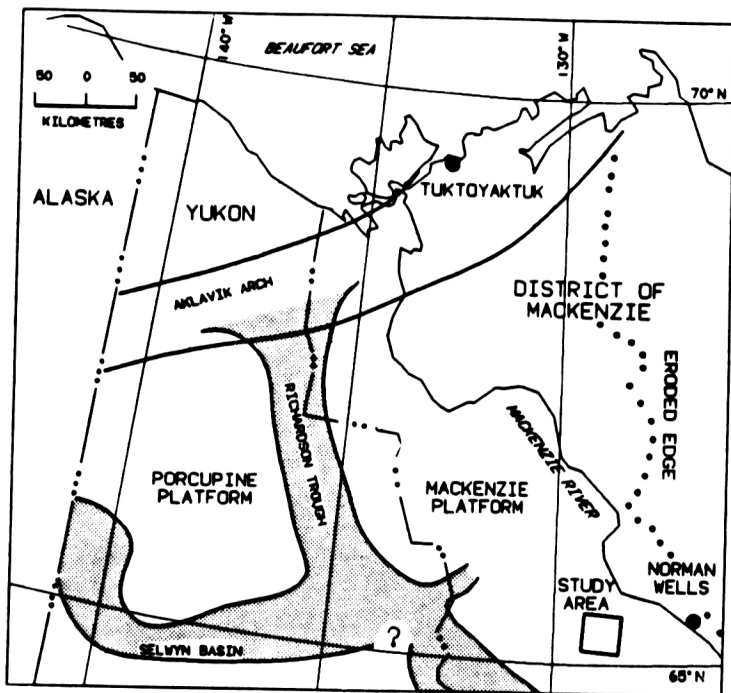 BEAUFORT SEA
140° W
130° W
70° N
50 0 50
KILOMETRES
ALASKA
YUKON
TUKTOYAKTUK
AKLAVIK ARCH
DISTRICT OF
MACKENZIE
ERODED EDGE
RICHARDSON TROUGH
MACKENZIE RIVER
PORCUPINE
PLATFORM
MACKENZIE
PLATFORM
NORMAN
WELLS
STUDY
AREA
?
SELWYN BASIN
65° N